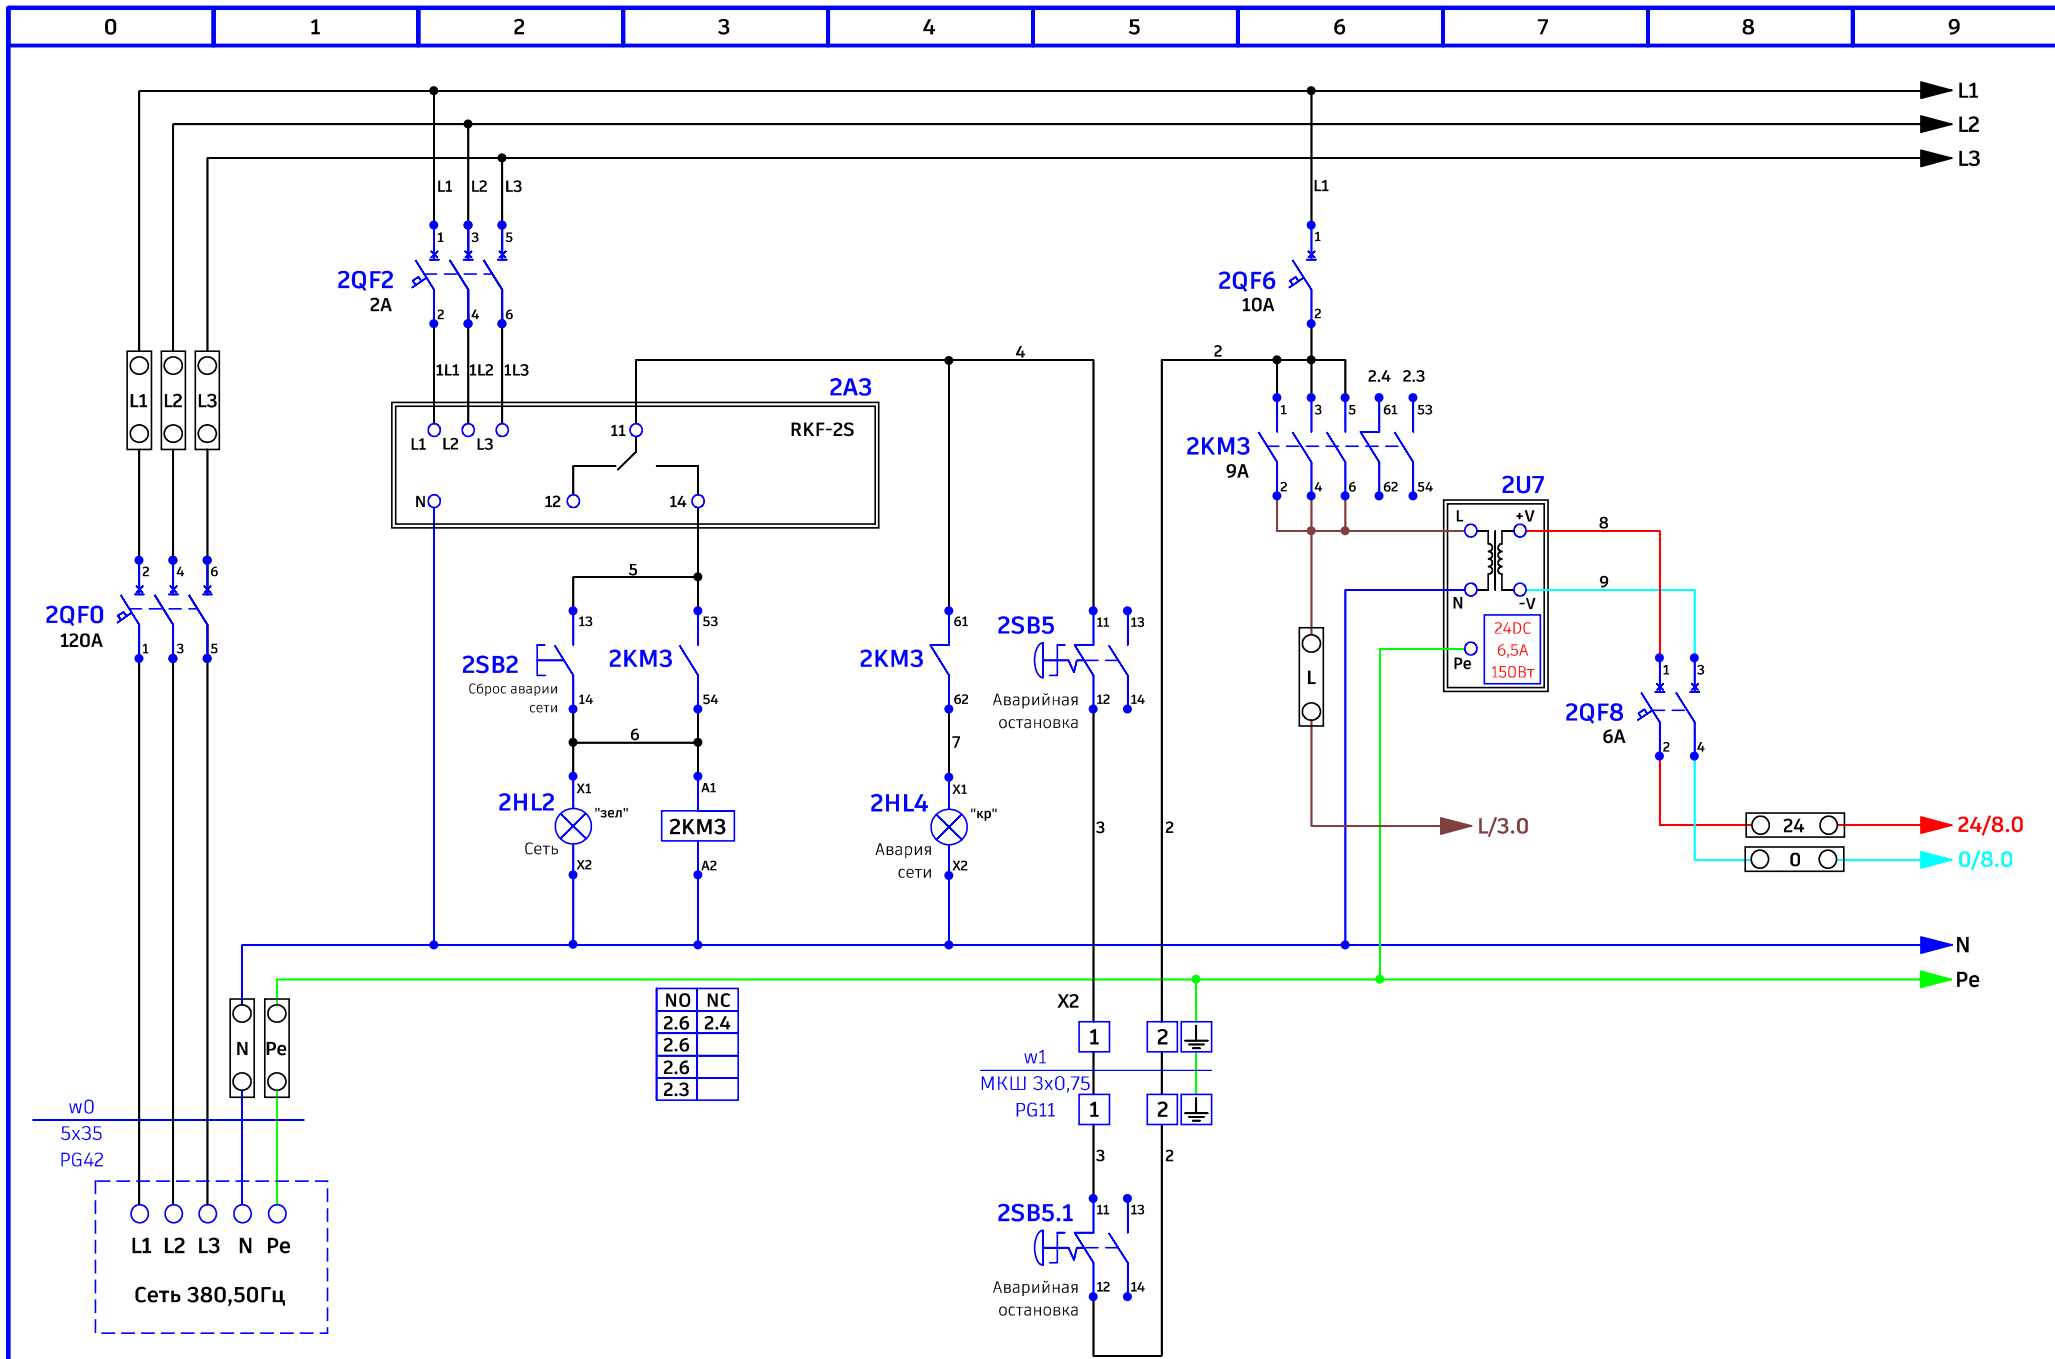 0 1 2 3 4 5 6 7 8 9
L1
L2
L3
L1 L2 L3
L1
1 3 5
1
2QF2
2A
2QF6
10A
2 4 6
2
4
2
1L1 1L2 1L3
2A3
2.4 2.3
L1 L2 L3
L1 L2 L3
11
RKF-2S
1 3 5 61 53
2KM3
9A
N
12
14
2 4 6 62 54
2U7
L
+V
8
N
-V
9
24DC
6,5A
150Вт
Pe
2 4 6
2QF0
120A
1 3 5
5
13
53
61
2SB5
11 13
2SB2
Сброс аварии
сети
2KM3
2KM3
14
54
62
Аварийная
остановка
12 14
L
1 3
2QF8
6A
2 4
6
7
X1
A1
X1
2HL2
"зел"
2KM3
2HL4
"кр"
Сеть
X2
A2
Авария
сети
X2
3
2
L/3.0
24
24/8.0
0
0/8.0
N
Pe
N Pe
NO NC
2.6 2.4
2.6
2.6
2.3
X2
1 2
w1
МКШ 3x0,75
PG11
1 2
w0
5x35
PG42
3
2
2SB5.1
11 13
Аварийная
остановка
12 14
L1 L2 L3 N Pe
Сеть 380,50Гц